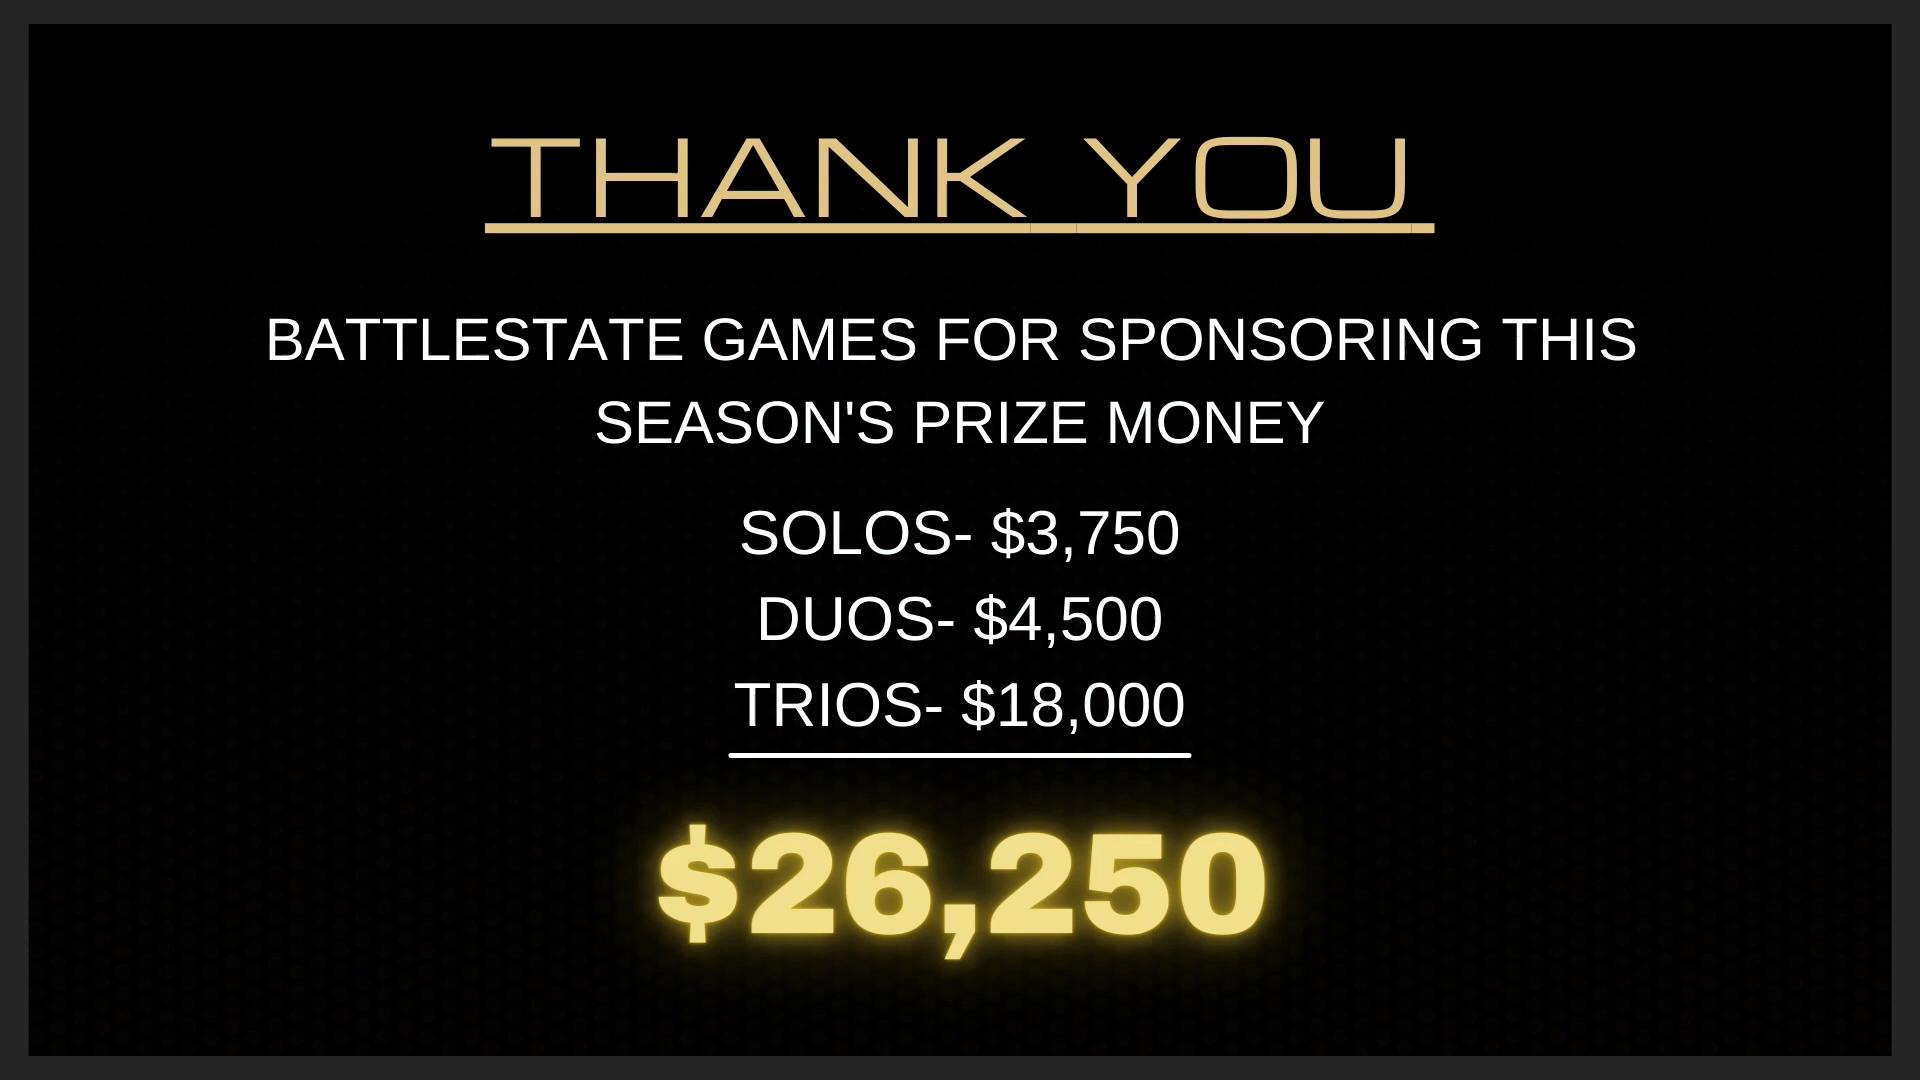 THANK YOU
BATTLESTATE GAMES FOR SPONSORING THIS
SEASON'S PRIZE MONEY
SOLOS- $3,750
DUOS- $4,500
TRIOS- $18,000
$26,250